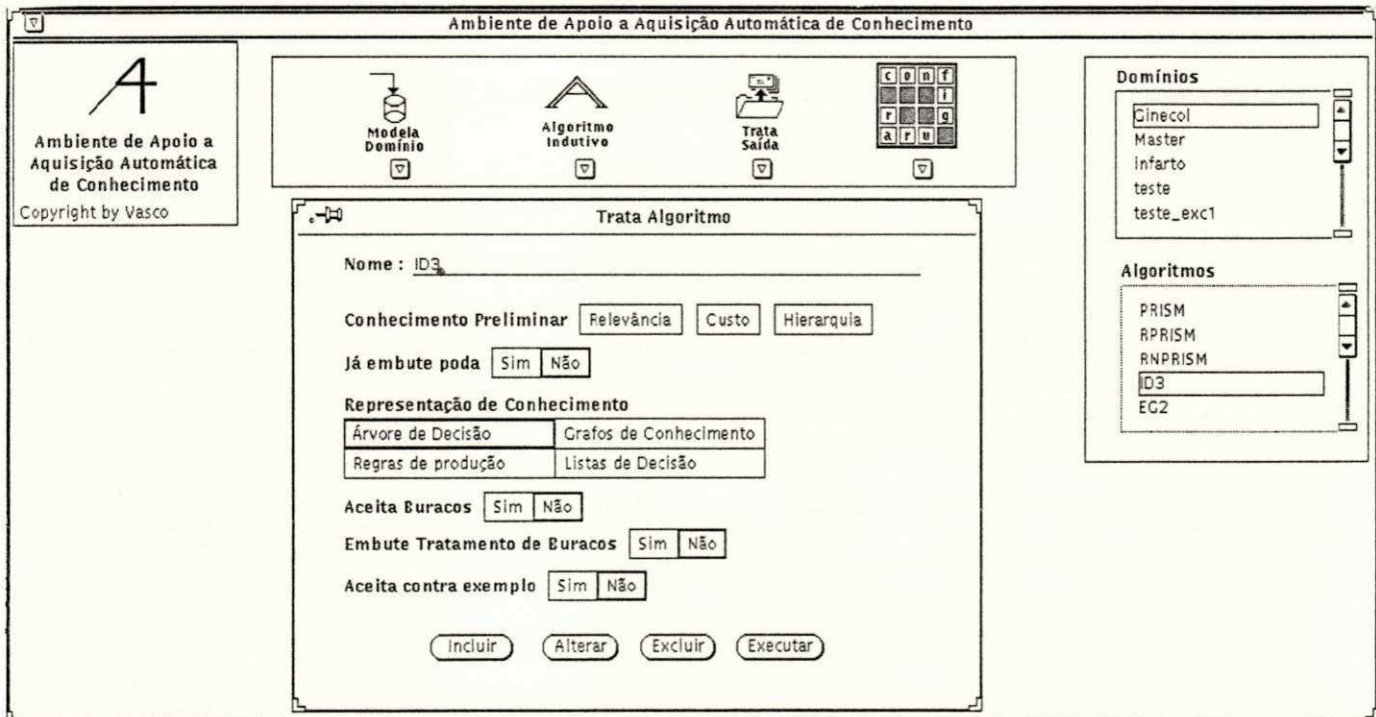 Ambiente de Apoio a Aquisição Automática de Conhecimento
A
Ambiente de Apoio a
Aquisição Automática
de Conhecimento
Copyright by Vasco
Modela
Domínio
Algoritmo
Indutivo
Trata
Saída
c o n f
i
r g
a r u
Domínios
Ginecol
Master
infarto
teste
teste_exc1
Algoritmos
PRISM
RPRISM
RNPRISM
ID3
EG2
Trata Algoritmo
Nome : ID3
Conhecimento Preliminar Relevância Custo Hierarquia
Já embute poda Sim Não
Representação de Conhecimento
Árvore de Decisão Grafos de Conhecimento
Regras de produção Listas de Decisão
Aceita Buracos Sim Não
Embute Tratamento de Buracos Sim Não
Aceita contra exemplo Sim Não
Incluir Alterar Excluir Executar